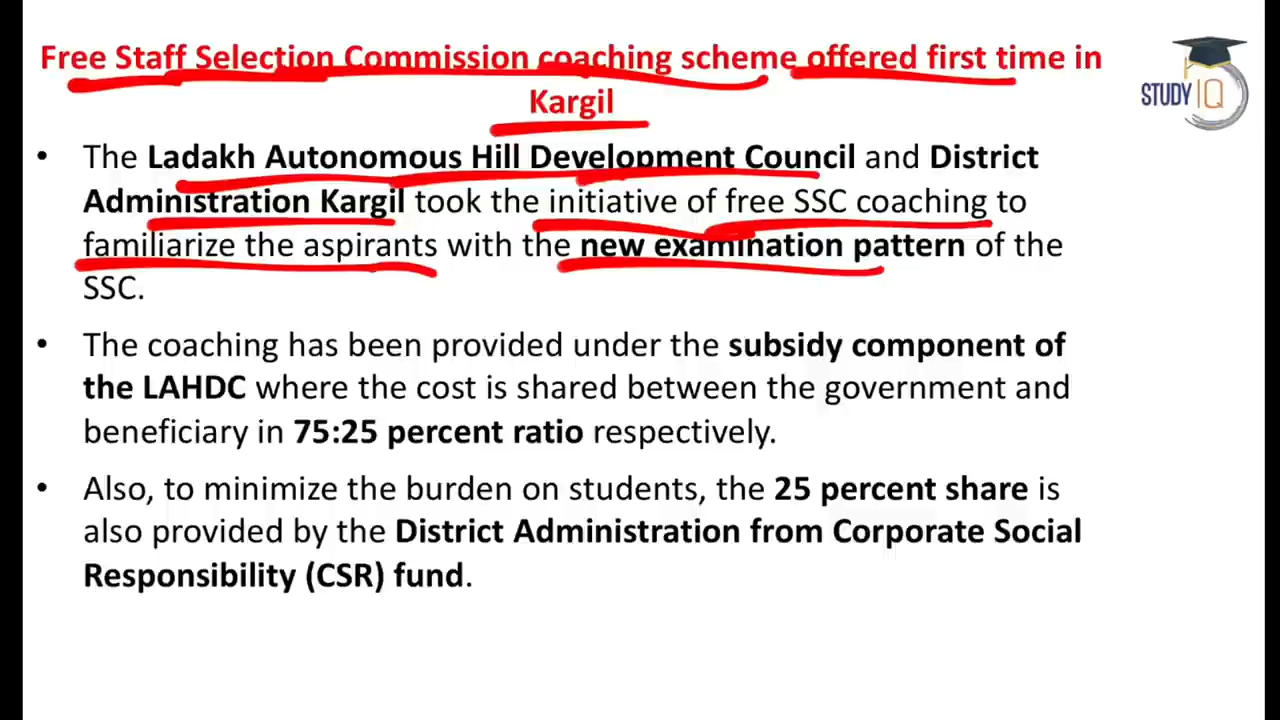 Free Staff Selection Commission coaching scheme offered first time in
Kargil
STUDY IQ
• The Ladakh Autonomous Hill Development Council and District
Administration Kargil took the initiative of free SSC coaching to
familiarize the aspirants with the new examination pattern of the
SSC.
• The coaching has been provided under the subsidy component of
the LAHDC where the cost is shared between the government and
beneficiary in 75:25 percent ratio respectively.
• Also, to minimize the burden on students, the 25 percent share is
also provided by the District Administration from Corporate Social
Responsibility (CSR) fund.